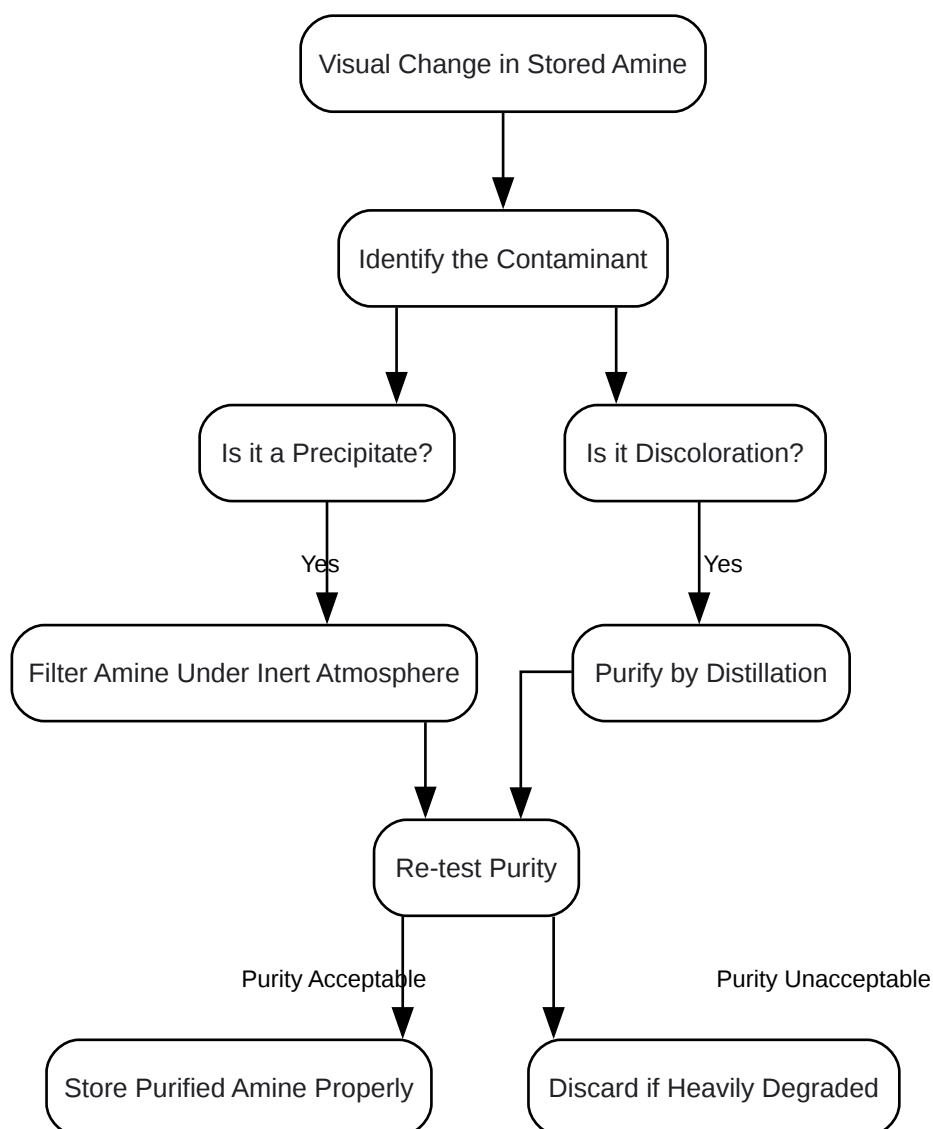 Visual Change in Stored Amine
Identify the Contaminant
Is it a Precipitate?
Is it Discoloration?
Yes
Yes
Filter Amine Under Inert Atmosphere
Purify by Distillation
Re-test Purity
Purity Acceptable
Purity Unacceptable
Store Purified Amine Properly
Discard if Heavily Degraded